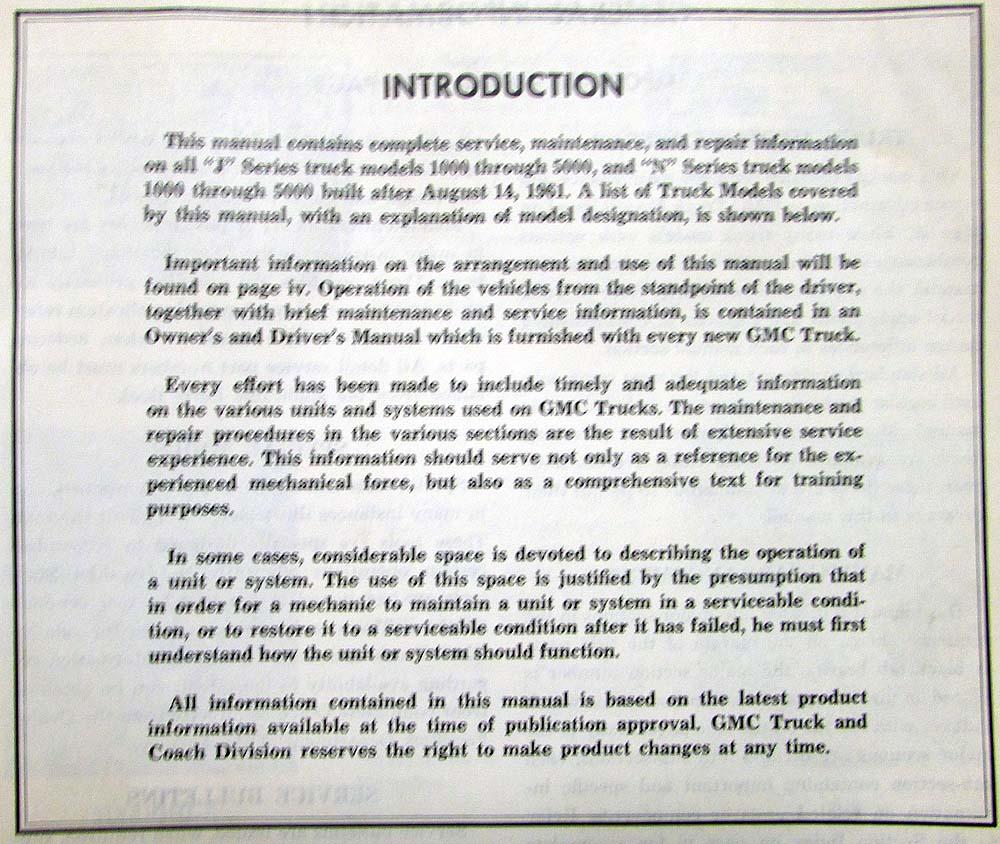 INTRODUCTION
This manual contains complete service, maintenance, and repair information
on all "J" Series truck models 1000 through 5000, and "N" Series truck models
1000 through 5000 built after August 14, 1961. A list of Truck Models covered
by this manual, with an explanation of model designation, is shown below.
Important information on the arrangement and use of this manual will be
found on page iv. Operation of the vehicles from the standpoint of the driver,
together with brief maintenance and service information, is contained in an
Owner's and Driver's Manual which is furnished with every new GMC Truck.
Every effort has been made to include timely and adequate information
on the various units and systems used on GMC Trucks. The maintenance and
repair procedures in the various sections are the result of extensive service
experience. This information should serve not only as a reference for the ex-
perienced mechanical force, but also as a comprehensive text for training
purposes.
In some cases, considerable space is devoted to describing the operation of
a unit or system. The use of this space is justified by the presumption that
in order for a mechanic to maintain a unit or system in a serviceable condi-
tion, or to restore it to a serviceable condition after it has failed, he must first
understand how the unit or system should function.
All information contained in this manual is based on the latest product
information available at the time of publication approval. GMC Truck and
Coach Division reserves the right to make product changes at any time.